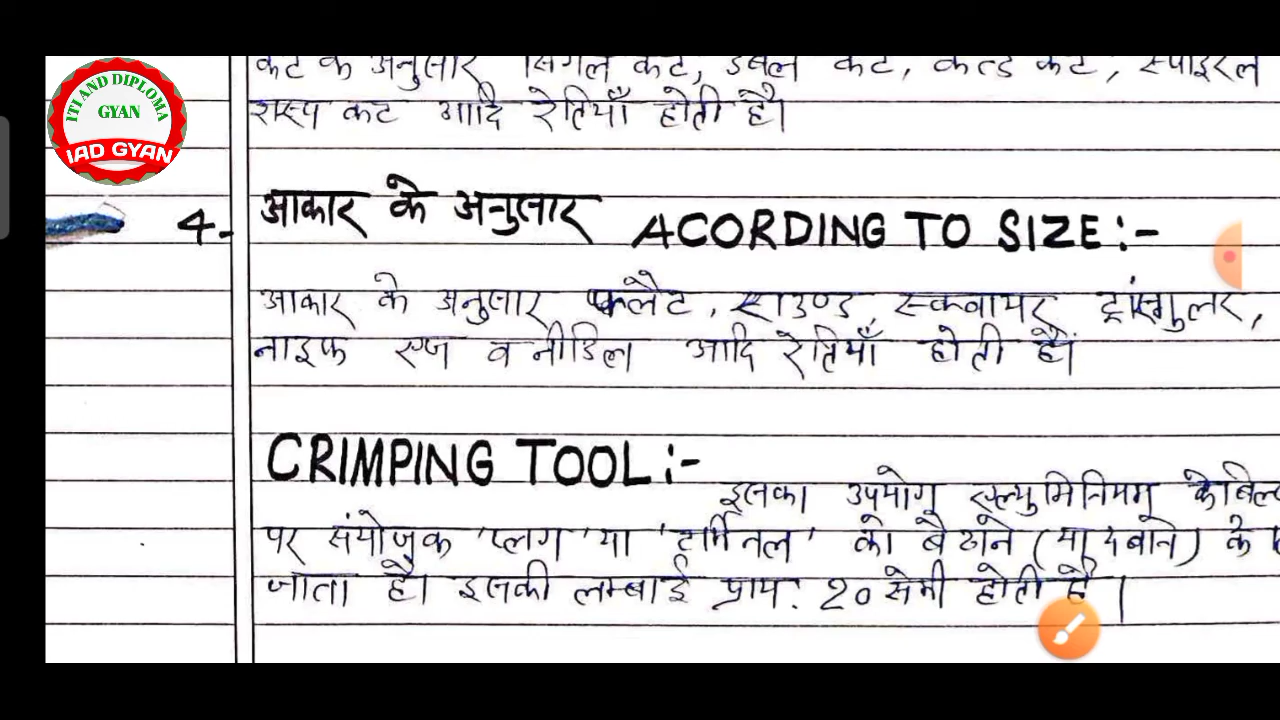 ITI AND DIPLOMA
GYAN
IAD GYAN
कट के अनुसार सिंगल कट, डबल कट, कर्व्ड कट, स्पाइरल
रास्प कट आदि रेतियाँ होती है।
4. आकार के अनुसार ACORDING TO SIZE:-
आकार के अनुसार फ्लैट, राउण्ड, स्क्वायर ट्रांइगुलर,
नाइफ एज व नीडिल आदि रेतियाँ होती है।
CRIMPING TOOL:-
इसका उपयोग एल्युमिनियम केबिल
पर संयोजक 'प्लग' या 'टर्मिनल' को बैठाने (या दबाने) के
जाता है। इसकी लम्बाई प्राय: 20 सेमी होती है।